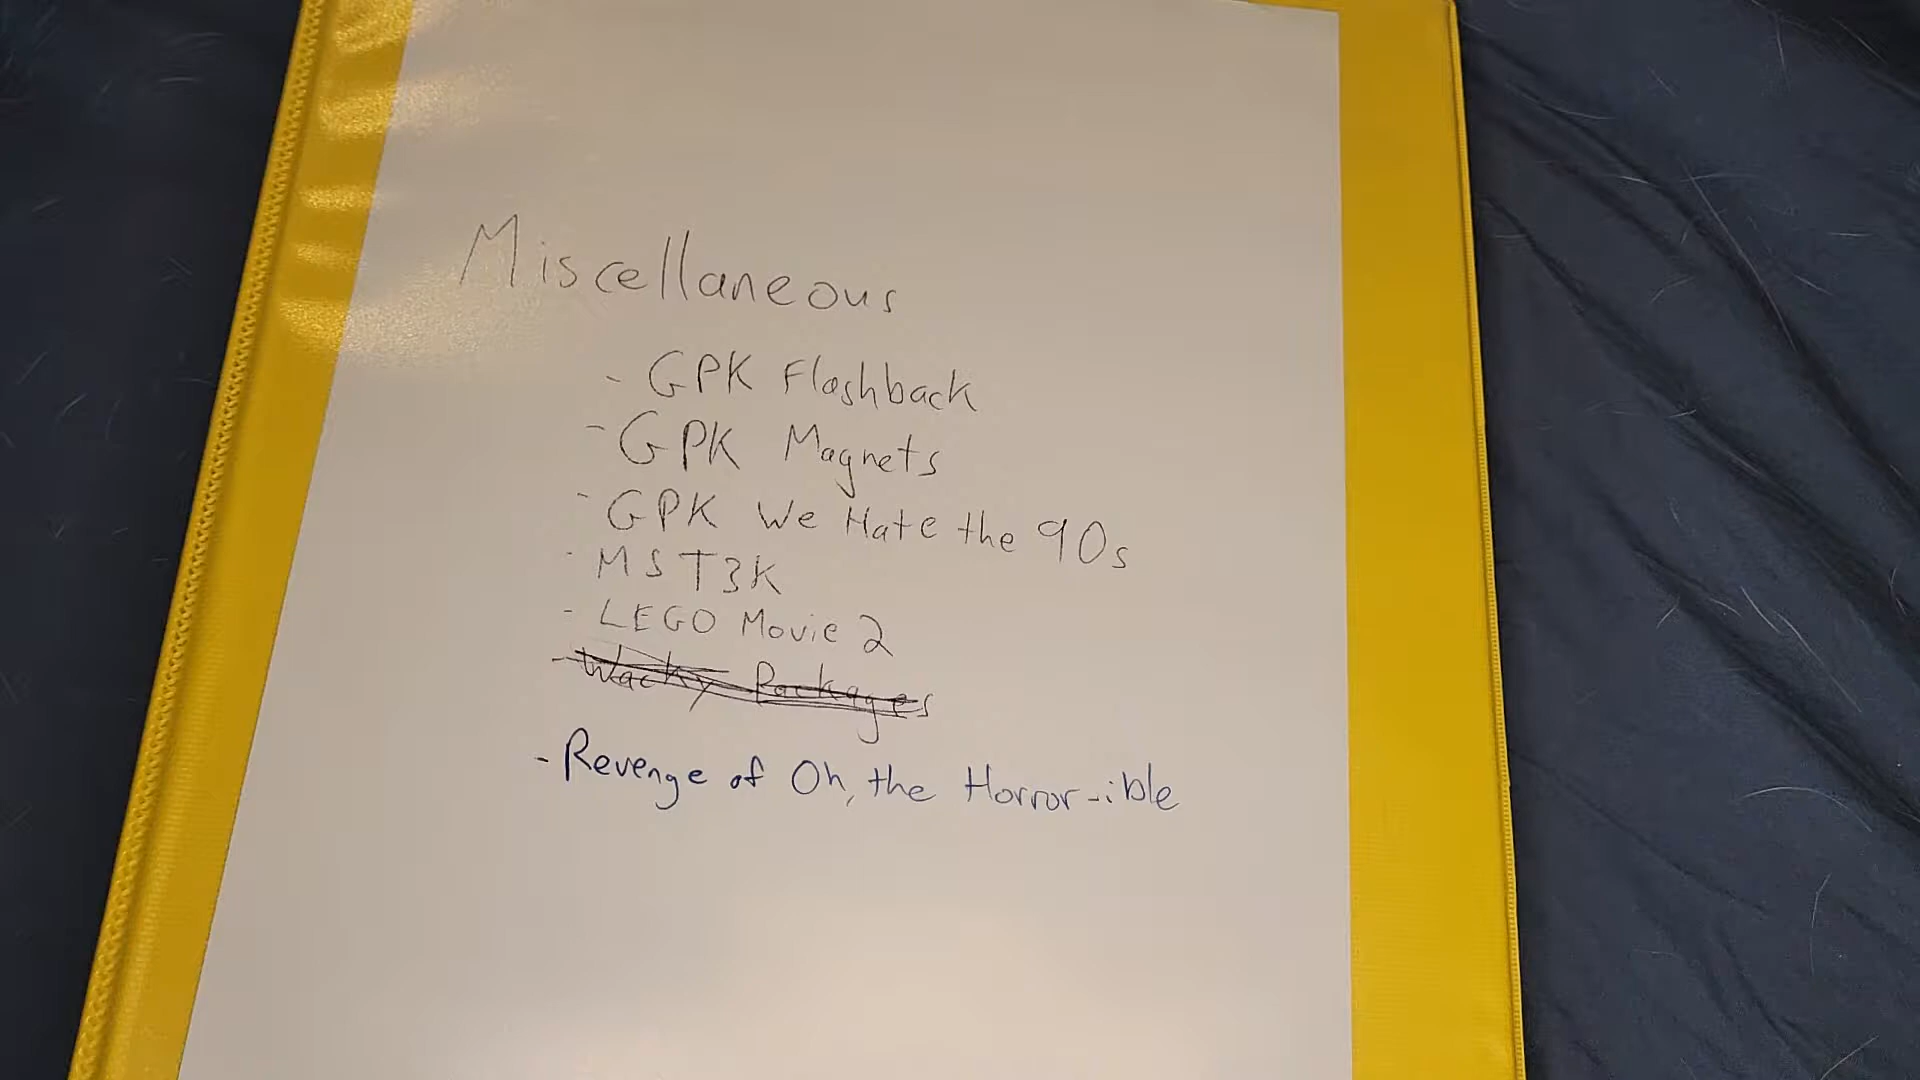 Miscellaneous
- GPK Flashback
- GPK Magnets
- GPK We Hate the 90s
- MST3K
- LEGO Movie 2
- Wacky Packages
- Revenge of Oh, the Horror-ible